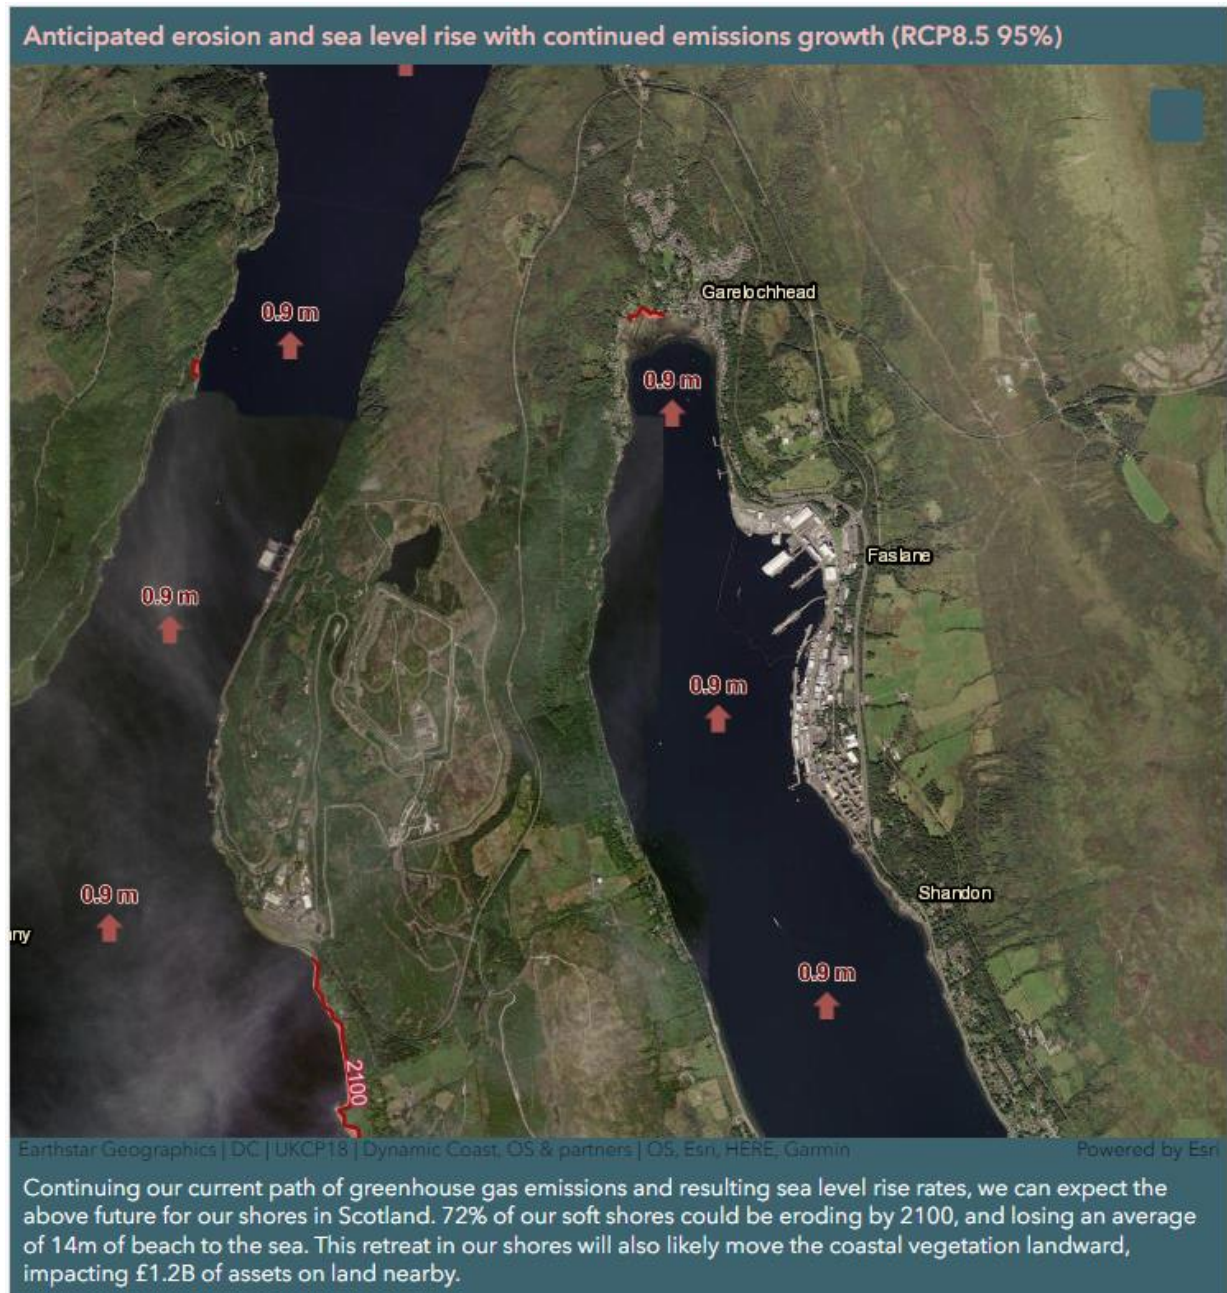 Anticipated erosion and sea level rise with continued emissions growth (RCP8.5 95%)
0.9 m
Garelochhead
0.9 m
Faslane
0.9 m
0.9 m
0.9 m
Shandon
ny
0.9 m
2100
Earthstar Geographics | DC | UKCP18 | Dynamic Coast, OS & partners | OS, Esri, HERE, Garmin
Powered by Esri
Continuing our current path of greenhouse gas emissions and resulting sea level rise rates, we can expect the
above future for our shores in Scotland. 72% of our soft shores could be eroding by 2100, and losing an average
of 14m of beach to the sea. This retreat in our shores will also likely move the coastal vegetation landward,
impacting £1.2B of assets on land nearby.